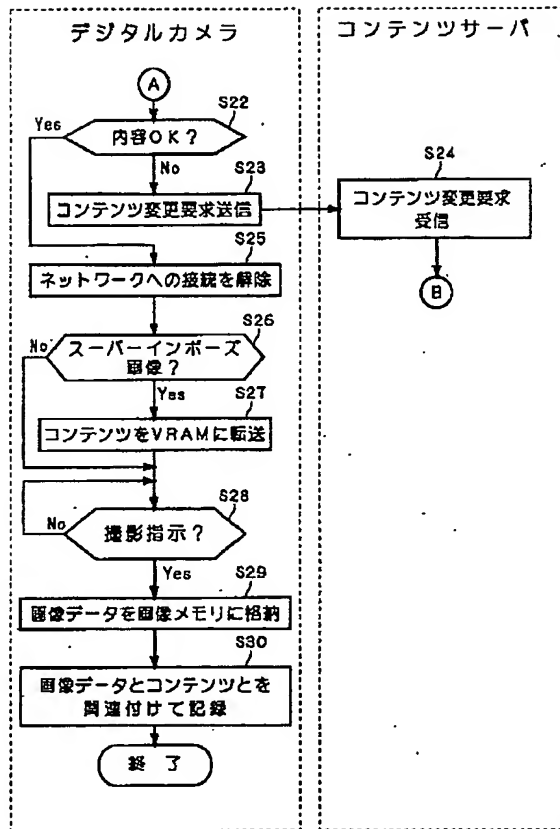 デジタルカメラ
コンテンツサーバ
A
S22
Yes
内容OK?
No
S23
S24
コンテンツ変更要求送信
コンテンツ変更要求
受信
S25
ネットワークへの接続を解除
B
S26
No
スーパーインポーズ
画像?
Yes
S27
コンテンツをVRAMに転送
S28
No
撮影指示?
Yes
S29
画像データを画像メモリに格納
S30
画像データとコンテンツとを
関連付けて記録
終了